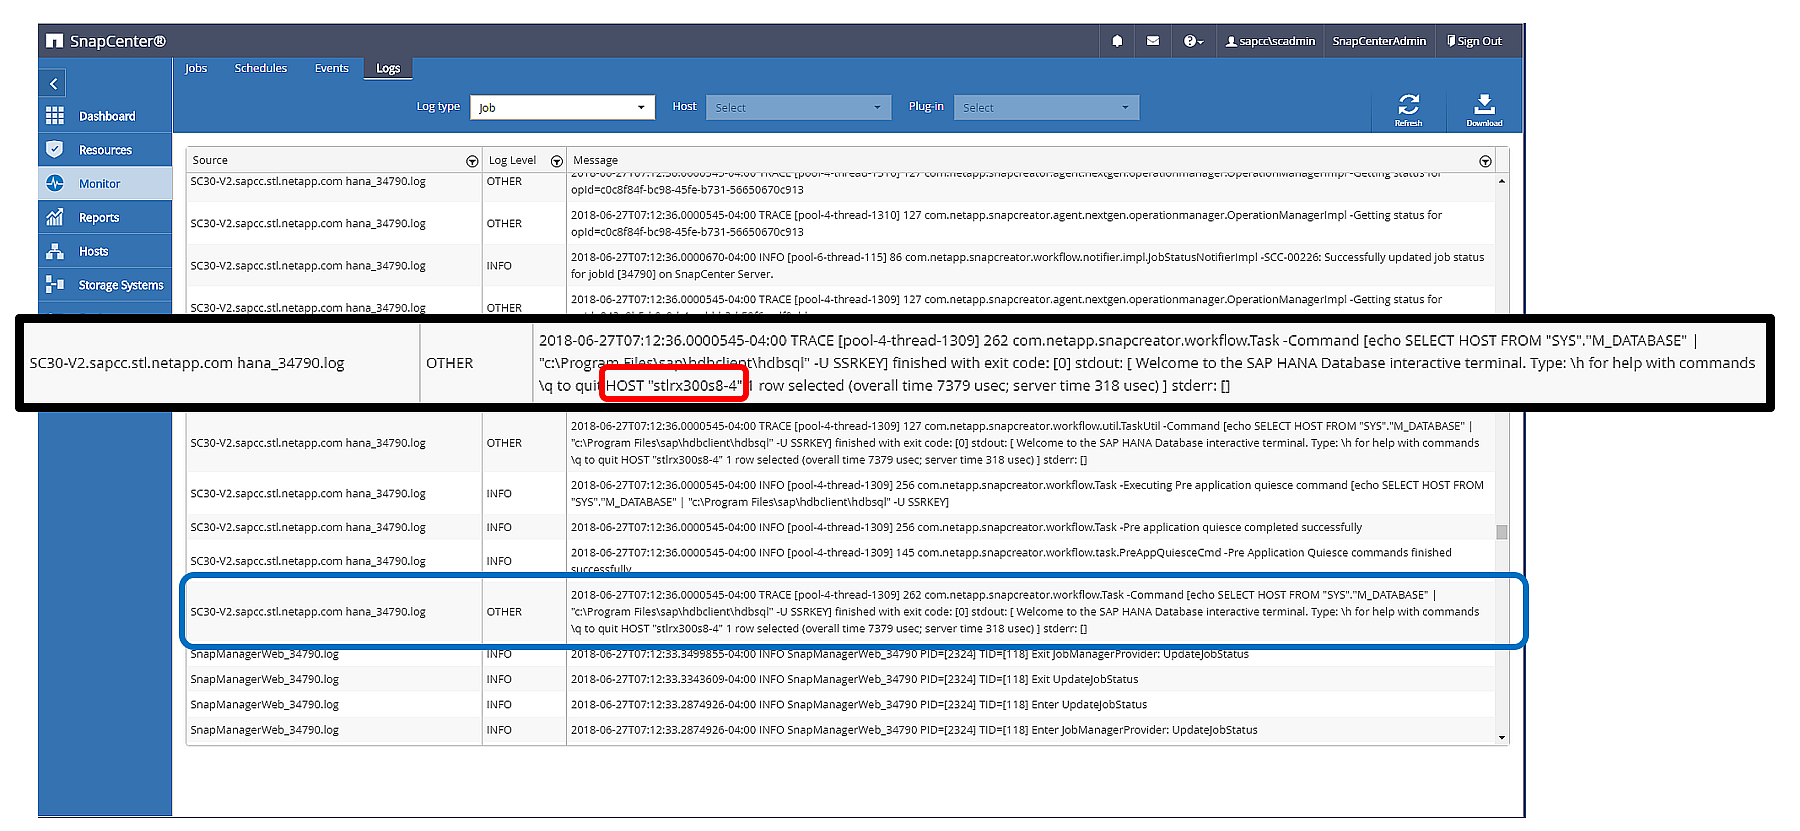 SnapCenter®
sapcc\scadmin SnapCenterAdmin Sign Out
Jobs Schedules Events Logs
Log type Job Host Select Plug-in Select
Refresh Download
Dashboard
Resources
Monitor
Reports
Hosts
Storage Systems
Source Log Level Message
SC30-V2.sapcc.stl.netapp.com hana_34790.log OTHER 2018-06-27T07:12:36.0000545-04:00 TRACE [pool-4-thread-1310] 127 com.netapp.snapcreator.agent.nextgen.operationmanager.OperationManagerImpl -Getting status for
opId=c0c8f84f-bc98-45fe-b731-56650670c913
SC30-V2.sapcc.stl.netapp.com hana_34790.log OTHER 2018-06-27T07:12:36.0000545-04:00 TRACE [pool-4-thread-1310] 127 com.netapp.snapcreator.agent.nextgen.operationmanager.OperationManagerImpl -Getting status for
opId=c0c8f84f-bc98-45fe-b731-56650670c913
SC30-V2.sapcc.stl.netapp.com hana_34790.log INFO 2018-06-27T07:12:36.0000670-04:00 INFO [pool-6-thread-115] 86 com.netapp.snapcreator.workflow.notifier.impl.JobStatusNotifierImpl -SCC-00226: Successfully updated job status
for jobId [34790] on SnapCenter Server.
SC30-V2.sapcc.stl.netapp.com hana_34790.log OTHER 2018-06-27T07:12:36.0000545-04:00 TRACE [pool-4-thread-1309] 127 com.netapp.snapcreator.agent.nextgen.operationmanager.OperationManagerImpl -Getting status for
SC30-V2.sapcc.stl.netapp.com hana_34790.log OTHER 2018-06-27T07:12:36.0000545-04:00 TRACE [pool-4-thread-1309] 262 com.netapp.snapcreator.workflow.Task -Command [echo SELECT HOST FROM "SYS"."M_DATABASE" |
"c:\Program Files\sap\hdbclient\hdbsql" -U SSRKEY] finished with exit code: [0] stdout: [ Welcome to the SAP HANA Database interactive terminal. Type: \h for help with commands
\q to quit HOST "stlrx300s8-4" 1 row selected (overall time 7379 usec; server time 318 usec) ] stderr: []
SC30-V2.sapcc.stl.netapp.com hana_34790.log OTHER 2018-06-27T07:12:36.0000545-04:00 TRACE [pool-4-thread-1309] 127 com.netapp.snapcreator.workflow.util.TaskUtil -Command [echo SELECT HOST FROM "SYS"."M_DATABASE" |
"c:\Program Files\sap\hdbclient\hdbsql" -U SSRKEY] finished with exit code: [0] stdout: [ Welcome to the SAP HANA Database interactive terminal. Type: \h for help with commands
\q to quit HOST "stlrx300s8-4" 1 row selected (overall time 7379 usec; server time 318 usec) ] stderr: []
SC30-V2.sapcc.stl.netapp.com hana_34790.log INFO 2018-06-27T07:12:36.0000545-04:00 INFO [pool-4-thread-1309] 256 com.netapp.snapcreator.workflow.Task -Executing Pre application quiesce command [echo SELECT HOST FROM
"SYS"."M_DATABASE" | "c:\Program Files\sap\hdbclient\hdbsql" -U SSRKEY]
SC30-V2.sapcc.stl.netapp.com hana_34790.log INFO 2018-06-27T07:12:36.0000545-04:00 INFO [pool-4-thread-1309] 256 com.netapp.snapcreator.workflow.Task -Pre application quiesce completed successfully
SC30-V2.sapcc.stl.netapp.com hana_34790.log INFO 2018-06-27T07:12:36.0000545-04:00 INFO [pool-4-thread-1309] 145 com.netapp.snapcreator.workflow.task.PreAppQuiesceCmd -Pre Application Quiesce commands finished
successfully
SC30-V2.sapcc.stl.netapp.com hana_34790.log OTHER 2018-06-27T07:12:36.0000545-04:00 TRACE [pool-4-thread-1309] 262 com.netapp.snapcreator.workflow.Task -Command [echo SELECT HOST FROM "SYS"."M_DATABASE" |
"c:\Program Files\sap\hdbclient\hdbsql" -U SSRKEY] finished with exit code: [0] stdout: [ Welcome to the SAP HANA Database interactive terminal. Type: \h for help with commands
\q to quit HOST "stlrx300s8-4" 1 row selected (overall time 7379 usec; server time 318 usec) ] stderr: []
SnapManagerWeb_34790.log INFO 2018-06-27T07:12:33.3499855-04:00 INFO SnapManagerWeb_34790 PID=[2324] TID=[118] Exit JobManagerProvider: UpdateJobStatus
SnapManagerWeb_34790.log INFO 2018-06-27T07:12:33.3343609-04:00 INFO SnapManagerWeb_34790 PID=[2324] TID=[118] Exit UpdateJobStatus
SnapManagerWeb_34790.log INFO 2018-06-27T07:12:33.2874926-04:00 INFO SnapManagerWeb_34790 PID=[2324] TID=[118] Enter UpdateJobStatus
SnapManagerWeb_34790.log INFO 2018-06-27T07:12:33.2874926-04:00 INFO SnapManagerWeb_34790 PID=[2324] TID=[118] Enter JobManagerProvider: UpdateJobStatus